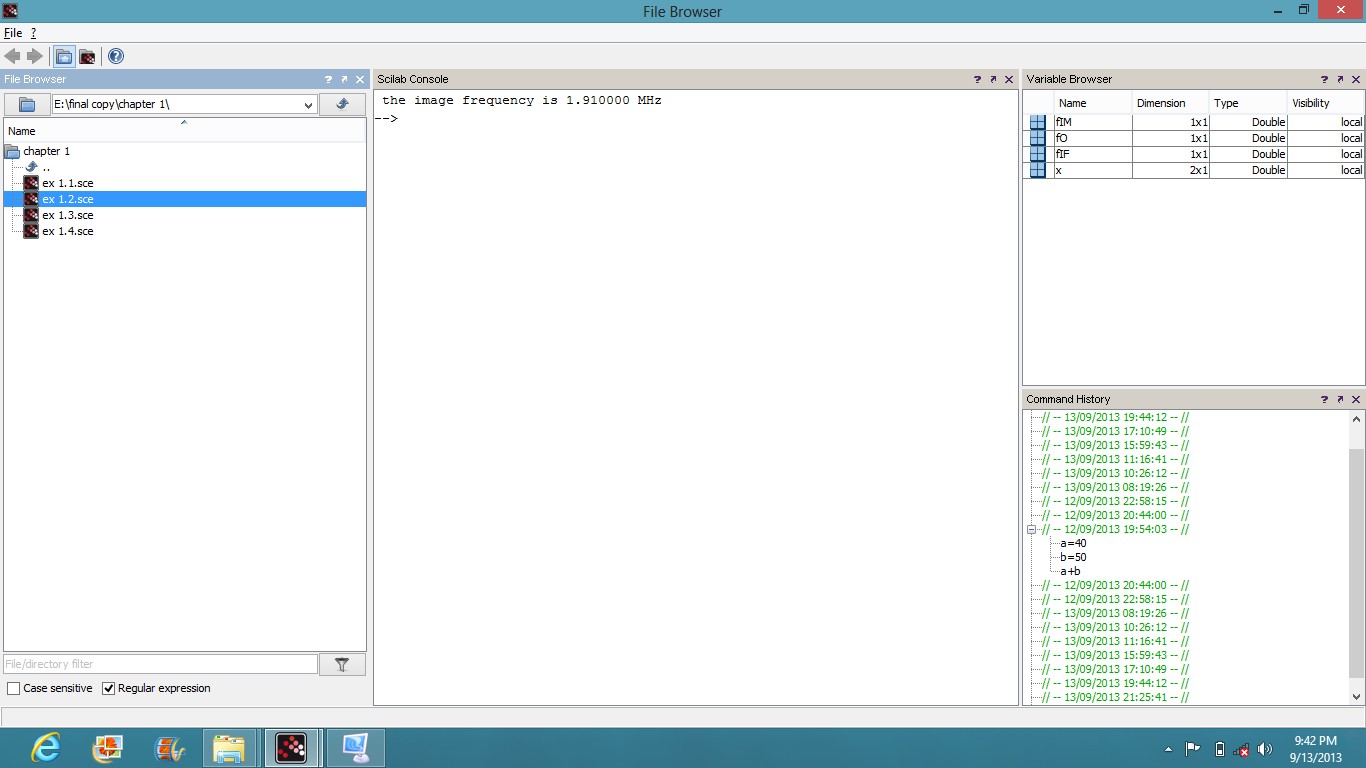 File Browser
File ?
File Browser
E:\final copy\chapter 1\
Name
chapter 1
..
ex 1.1.sce
ex 1.2.sce
ex 1.3.sce
ex 1.4.sce
File/directory filter
Case sensitive Regular expression
Scilab Console
the image frequency is 1.910000 MHz
-->
Variable Browser
Name Dimension Type Visibility
fIM 1x1 Double local
fO 1x1 Double local
fIF 1x1 Double local
x 2x1 Double local
Command History
// -- 13/09/2013 19:44:12 -- //
// -- 13/09/2013 17:10:49 -- //
// -- 13/09/2013 15:59:43 -- //
// -- 13/09/2013 11:16:41 -- //
// -- 13/09/2013 10:26:12 -- //
// -- 13/09/2013 08:19:26 -- //
// -- 12/09/2013 22:58:15 -- //
// -- 12/09/2013 20:44:00 -- //
// -- 12/09/2013 19:54:03 -- //
a=40
b=50
a+b
// -- 12/09/2013 20:44:00 -- //
// -- 12/09/2013 22:58:15 -- //
// -- 13/09/2013 08:19:26 -- //
// -- 13/09/2013 10:26:12 -- //
// -- 13/09/2013 11:16:41 -- //
// -- 13/09/2013 15:59:43 -- //
// -- 13/09/2013 17:10:49 -- //
// -- 13/09/2013 19:44:12 -- //
// -- 13/09/2013 21:25:41 -- //
9:42 PM
9/13/2013